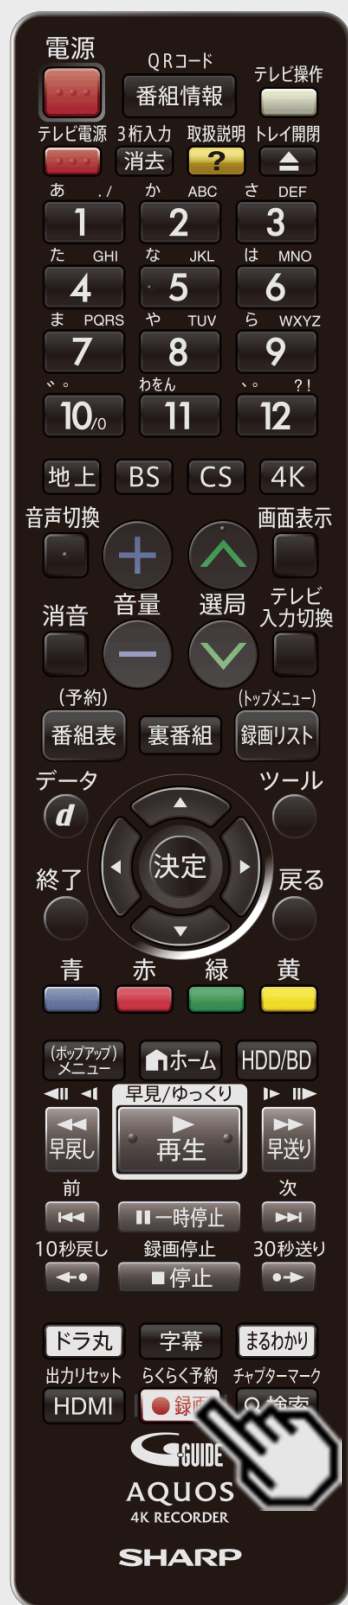 電源
QRコード
番組情報
テレビ操作
テレビ電源 3桁入力 取扱説明 トレイ開閉
消去 ?
あ ./ か ABC さ DEF
1 2 3
た GHI な JKL は MNO
4 5 6
ま PQRS や TUV ら WXYZ
7 8 9
゛゜ わをん 、。 ?!
10/0 11 12
地上 BS CS 4K
音声切換 画面表示
消音 音量 選局 テレビ
入力切換
(予約) (トップメニュー)
番組表 裏番組 録画リスト
データ ツール
d
決定
終了 戻る
青 赤 緑 黄
(ポップアップ)
メニュー ホーム HDD/BD
早見/ゆっくり
早戻し 再生 早送り
前 次
一時停止
10秒戻し 録画停止 30秒送り
停止
ドラ丸 字幕 まるわかり
出力リセット らくらく予約 チャプターマーク
HDMI 録画 検索
G-GUIDE
AQUOS
4K RECORDER
SHARP